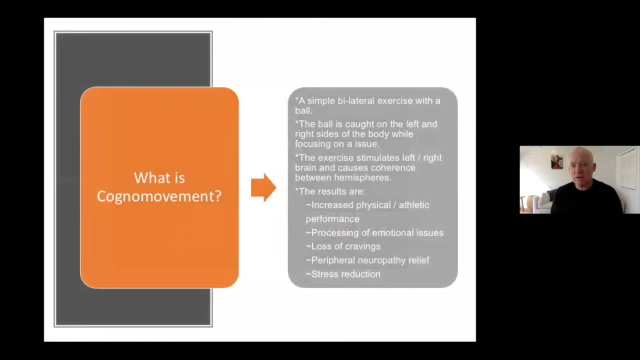 What is
Cognomovement?
*A simple bi-lateral exercise with a
ball.
*The ball is caught on the left and
right sides of the body while
focusing on a issue.
*The exercise stimulates left / right
brain and causes coherence
between hemispheres.
*The results are:
~Increased physical / athletic
performance
~Processing of emotional issues
~Loss of cravings
~Peripheral neuropathy relief
~Stress reduction